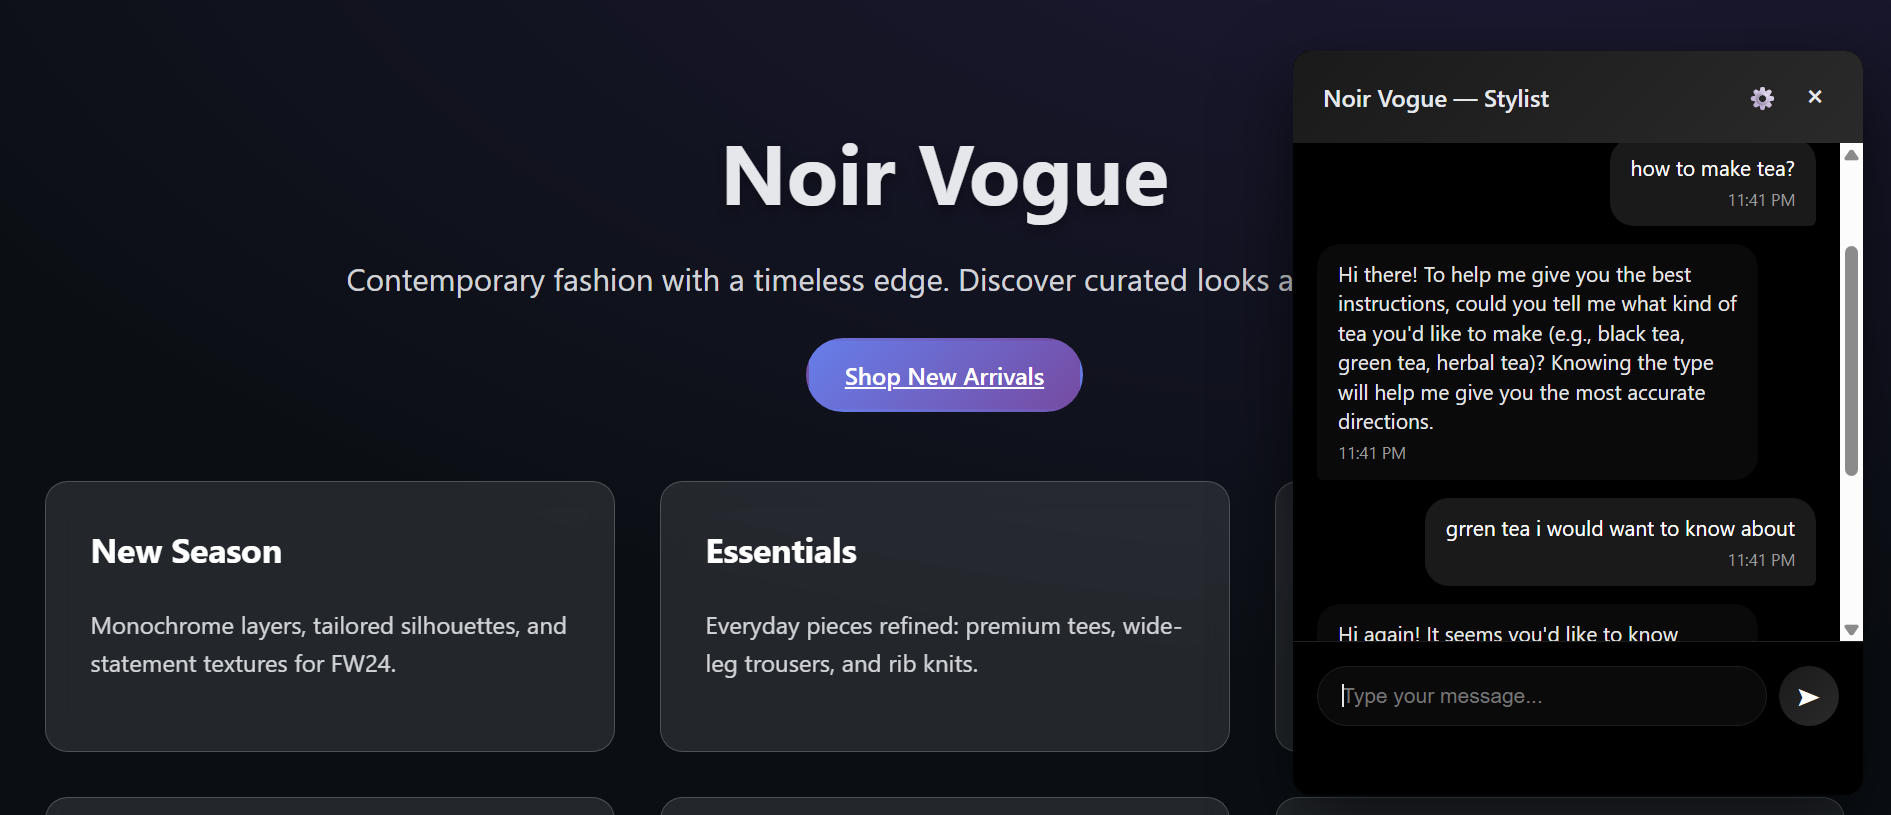 Noir Vogue
Contemporary fashion with a timeless edge. Discover curated looks a
Shop New Arrivals
New Season
Monochrome layers, tailored silhouettes, and
statement textures for FW24.
Essentials
Everyday pieces refined: premium tees, wide-
leg trousers, and rib knits.
Noir Vogue — Stylist
how to make tea?
11:41 PM
Hi there! To help me give you the best
instructions, could you tell me what kind of
tea you'd like to make (e.g., black tea,
green tea, herbal tea)? Knowing the type
will help me give you the most accurate
directions.
11:41 PM
grren tea i would want to know about
11:41 PM
Hi again! It seems you'd like to know
Type your message...